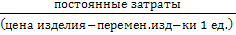 постоянные затраты
(цена изделия−перемен.изд−ки 1 ед.)